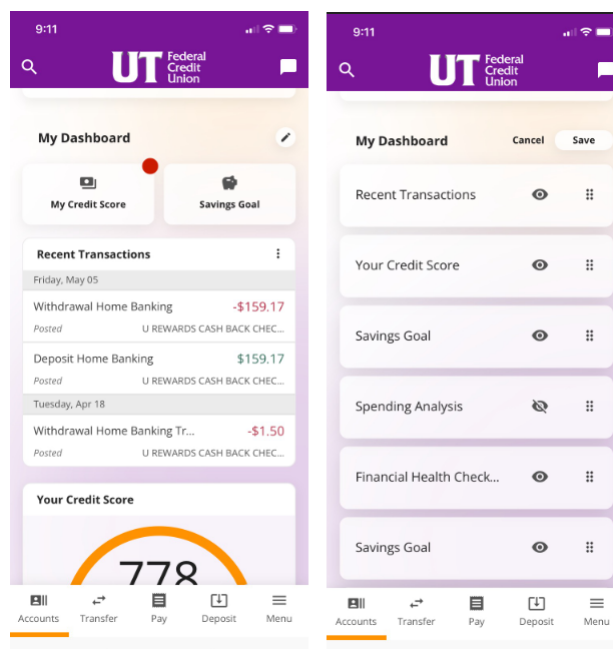 9:11
UT Federal Credit Union
My Dashboard
My Credit Score
Savings Goal
Recent Transactions
Friday, May 05
Withdrawal Home Banking -$159.17
Posted U REWARDS CASH BACK CHEC...
Deposit Home Banking $159.17
Posted U REWARDS CASH BACK CHEC...
Tuesday, Apr 18
Withdrawal Home Banking Tr... -$1.50
Posted U REWARDS CASH BACK CHEC...
Your Credit Score
778
Accounts Transfer Pay Deposit Menu
9:11
UT Federal Credit Union
My Dashboard Cancel Save
Recent Transactions
Your Credit Score
Savings Goal
Spending Analysis
Financial Health Check...
Savings Goal
Accounts Transfer Pay Deposit Menu